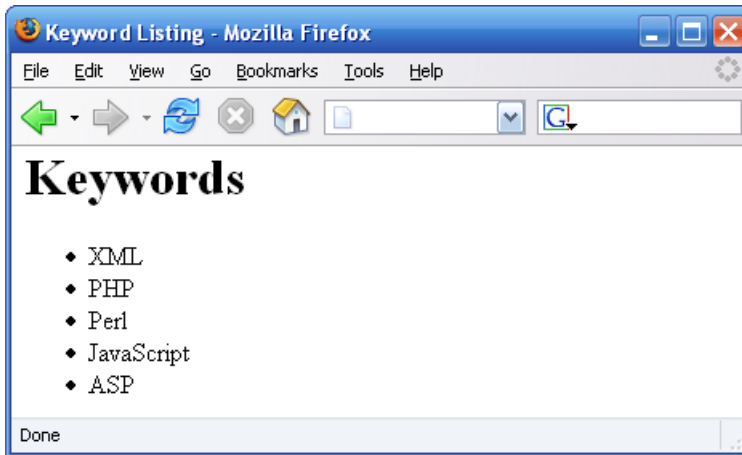 Keyword Listing - Mozilla Firefox
File Edit View Go Bookmarks Tools Help
G
Keywords
XML
PHP
Perl
JavaScript
ASP
Done